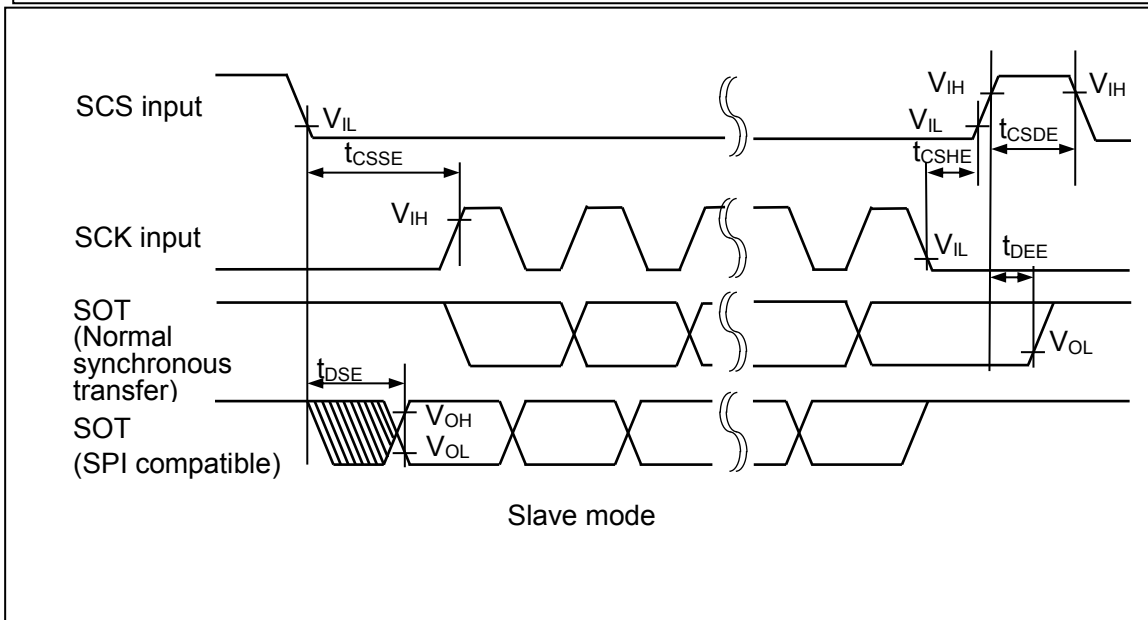 SCS input
VIL
VIH
VIL
VIH
tCSSE
tCSHE
tCSDE
SCK input
VIH
VIL
tDEE
SOT
(Normal
synchronous
transfer)
VOL
tDSE
SOT
(SPI compatible)
VOH
VOL
Slave mode